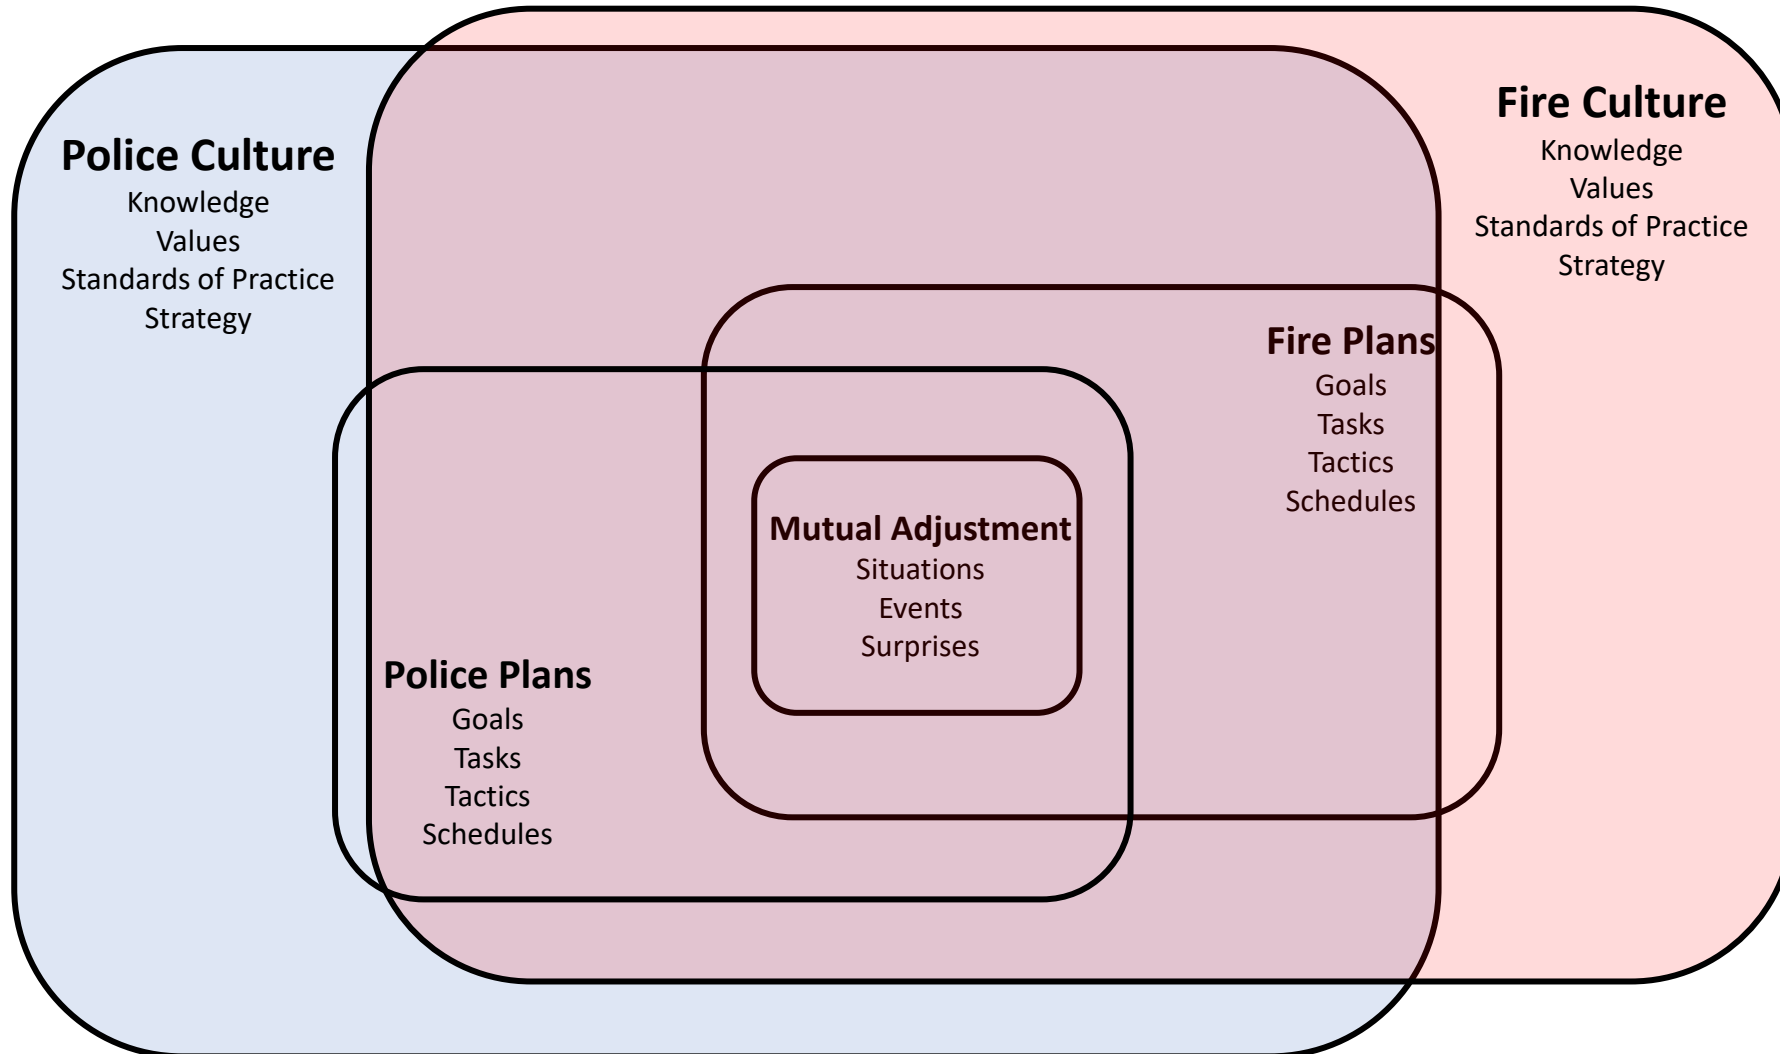 Police Culture
Knowledge
Values
Standards of Practice
Strategy
Fire Culture
Knowledge
Values
Standards of Practice
Strategy
Fire Plans
Goals
Tasks
Tactics
Schedules
Mutual Adjustment
Situations
Events
Surprises
Police Plans
Goals
Tasks
Tactics
Schedules